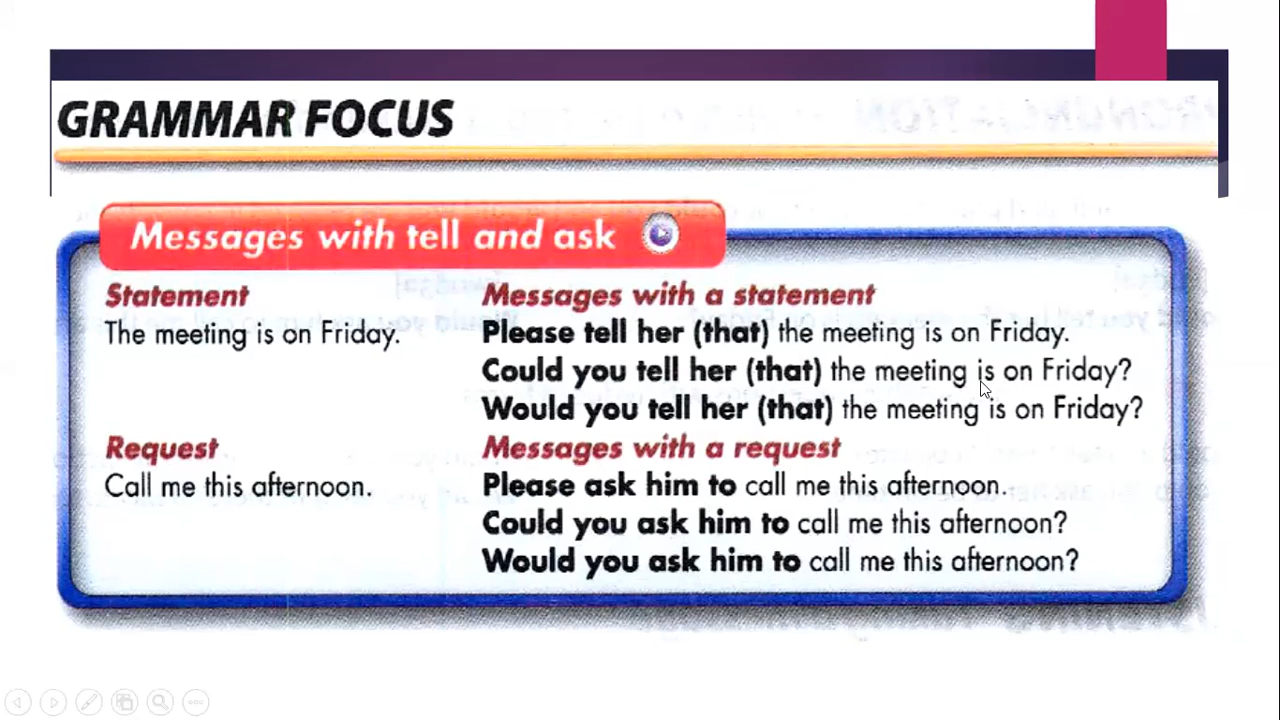 GRAMMAR FOCUS
Messages with tell and ask
Statement
The meeting is on Friday.
Messages with a statement
Please tell her (that) the meeting is on Friday.
Could you tell her (that) the meeting is on Friday?
Would you tell her (that) the meeting is on Friday?
Request
Call me this afternoon.
Messages with a request
Please ask him to call me this afternoon.
Could you ask him to call me this afternoon?
Would you ask him to call me this afternoon?